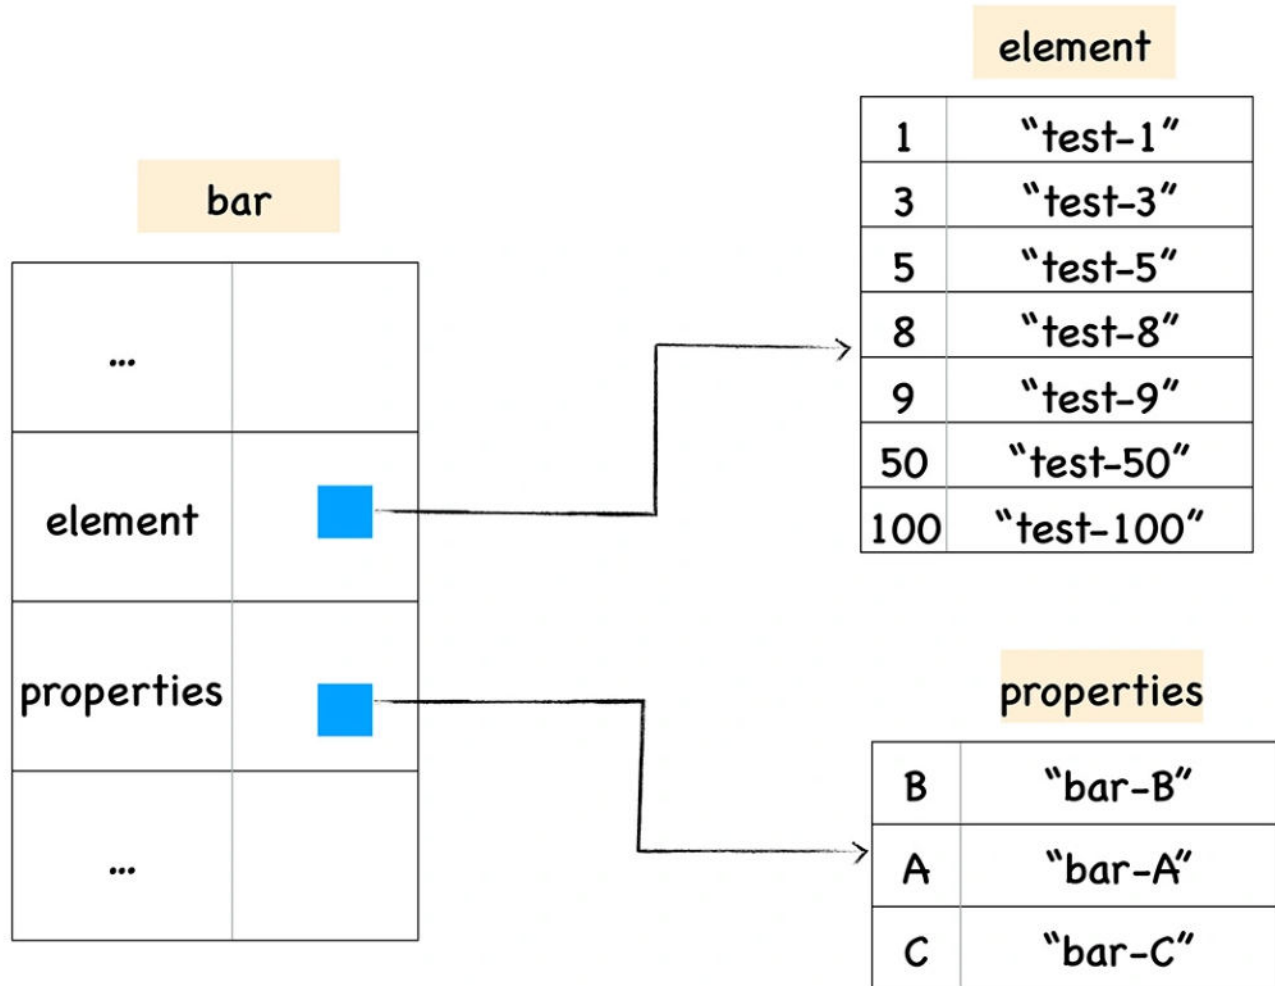 bar
...
element
properties
...
element
1 “test-1”
3 “test-3”
5 “test-5”
8 “test-8”
9 “test-9”
50 “test-50”
100 “test-100”
properties
B “bar-B”
A “bar-A”
C “bar-C”